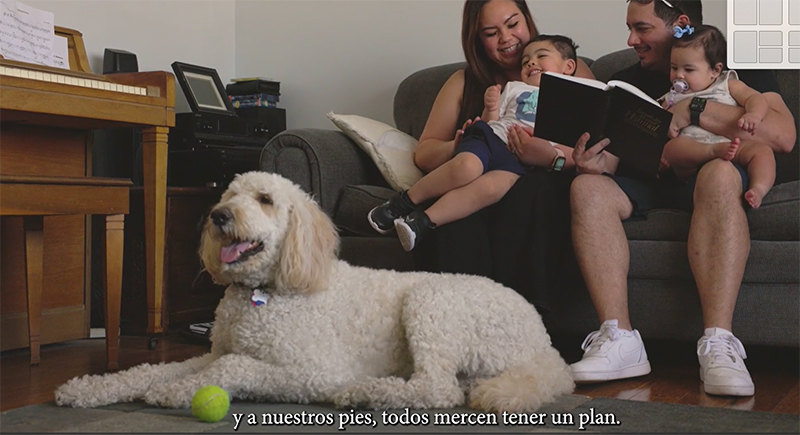 y a nuestros pies, todos mercen tener un plan.